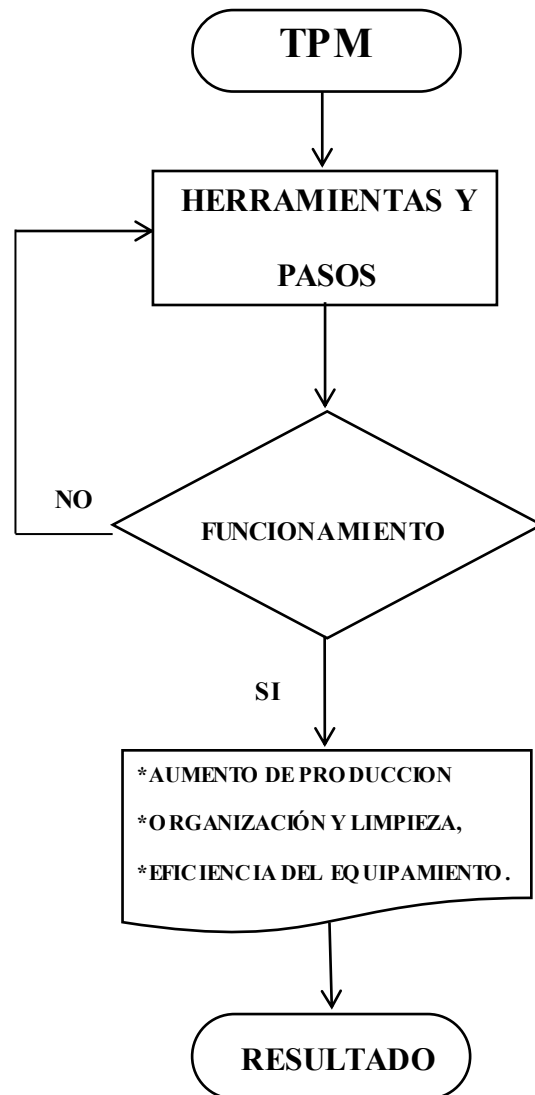 TPM
HERRAMIENTAS Y
PASOS
NO
FUNCIONAMIENTO
SI
*AUMENTO DE PRODUCCION
*ORGANIZACIÓN Y LIMPIEZA,
*EFICIENCIA DEL EQUIPAMIENTO.
RESULTADO